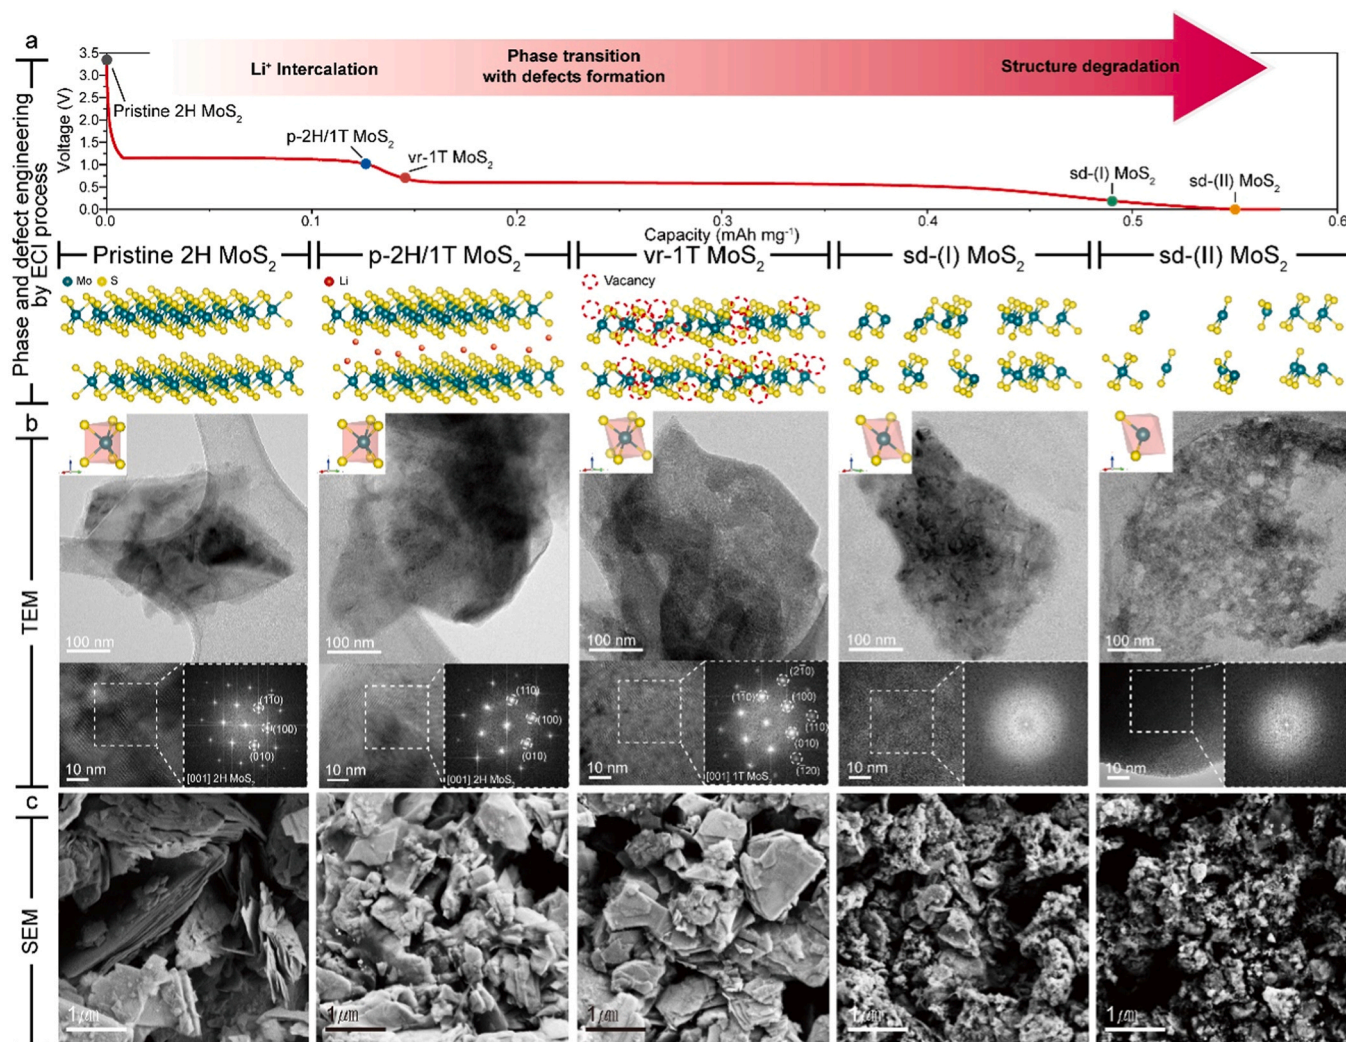 a
Phase and defect engineering
by ECI process
Voltage (V)
3.5
3.0
2.5
2.0
1.5
1.0
0.5
0.0
Li⁺ Intercalation
Phase transition
with defects formation
Structure degradation
Pristine 2H MoS₂
p-2H/1T MoS₂
vr-1T MoS₂
sd-(I) MoS₂
sd-(II) MoS₂
0.0
0.1
0.2
0.3
0.4
0.5
0.6
Capacity (mAh mg⁻¹)
Pristine 2H MoS₂
p-2H/1T MoS₂
vr-1T MoS₂
sd-(I) MoS₂
sd-(II) MoS₂
Mo S
Li
Vacancy
b
TEM
100 nm
100 nm
100 nm
100 nm
100 nm
10 nm
(110)
(100)
(010)
[001] 2H MoS₂
10 nm
(110)
(100)
(010)
[001] 2H MoS₂
10 nm
(210)
(110)
(100)
(110)
(010)
(120)
[001] 1T MoS
10 nm
10 nm
c
SEM
1μm
1μm
1μm
1μm
1μm